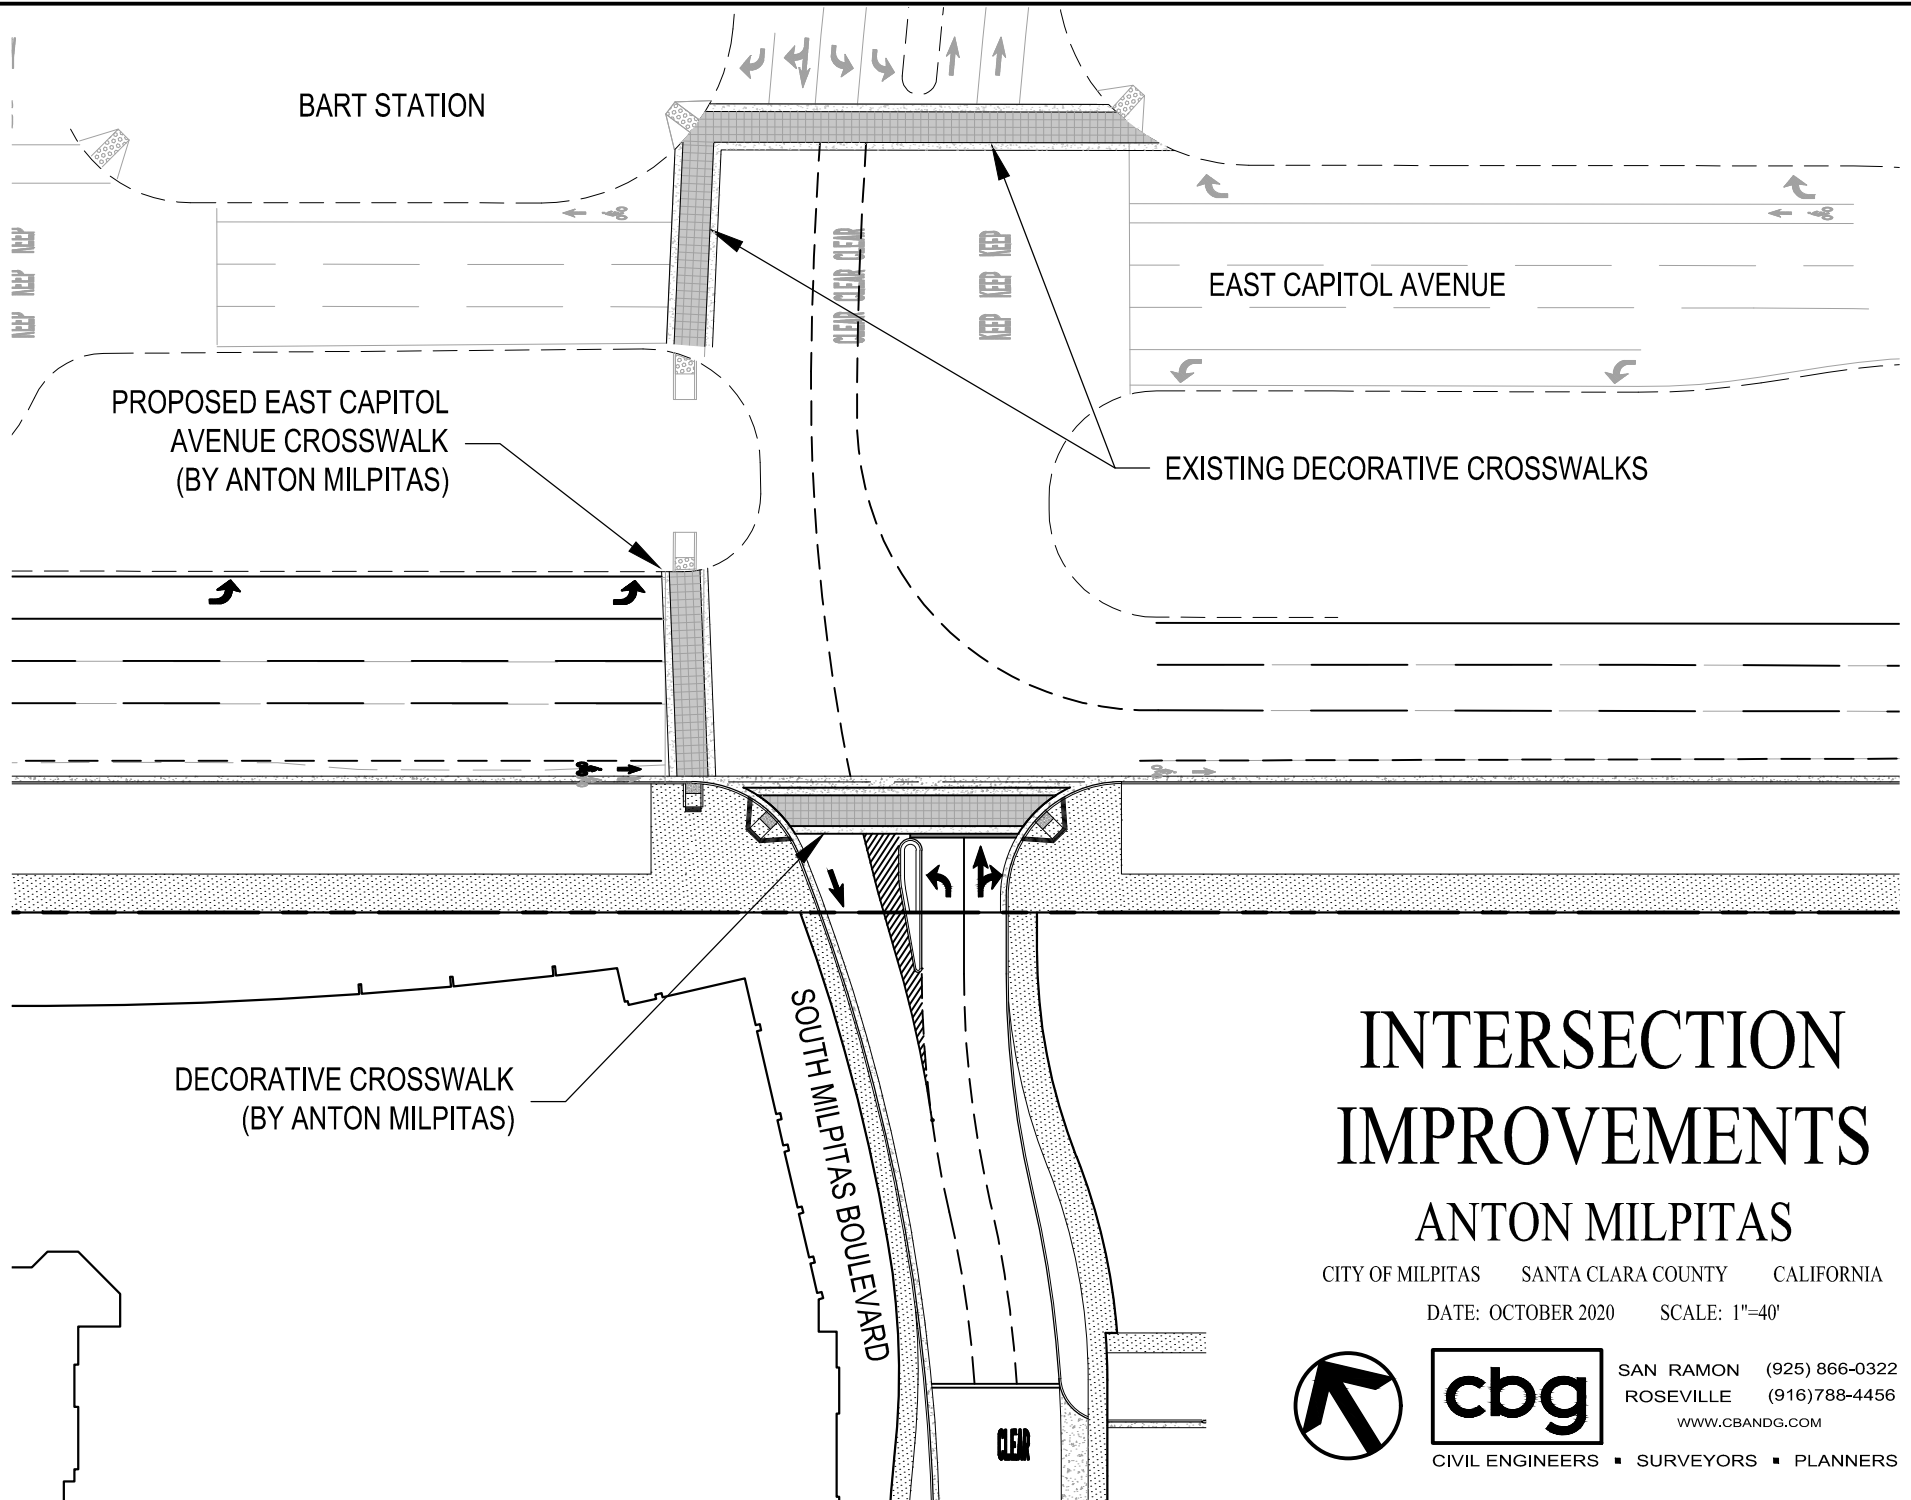 BART STATION
KEEP KEEP KEEP
CLEAR CLEAR CLEAR
KEEP KEEP KEEP
EAST CAPITOL AVENUE
PROPOSED EAST CAPITOL
AVENUE CROSSWALK
(BY ANTON MILPITAS)
EXISTING DECORATIVE CROSSWALKS
DECORATIVE CROSSWALK
(BY ANTON MILPITAS)
SOUTH MILPITAS BOULEVARD
CLEAR
INTERSECTION
IMPROVEMENTS
ANTON MILPITAS
CITY OF MILPITAS SANTA CLARA COUNTY CALIFORNIA
DATE: OCTOBER 2020 SCALE: 1"=40'
cbg
SAN RAMON (925) 866-0322
ROSEVILLE (916)788-4456
WWW.CBANDG.COM
CIVIL ENGINEERS ▪ SURVEYORS ▪ PLANNERS